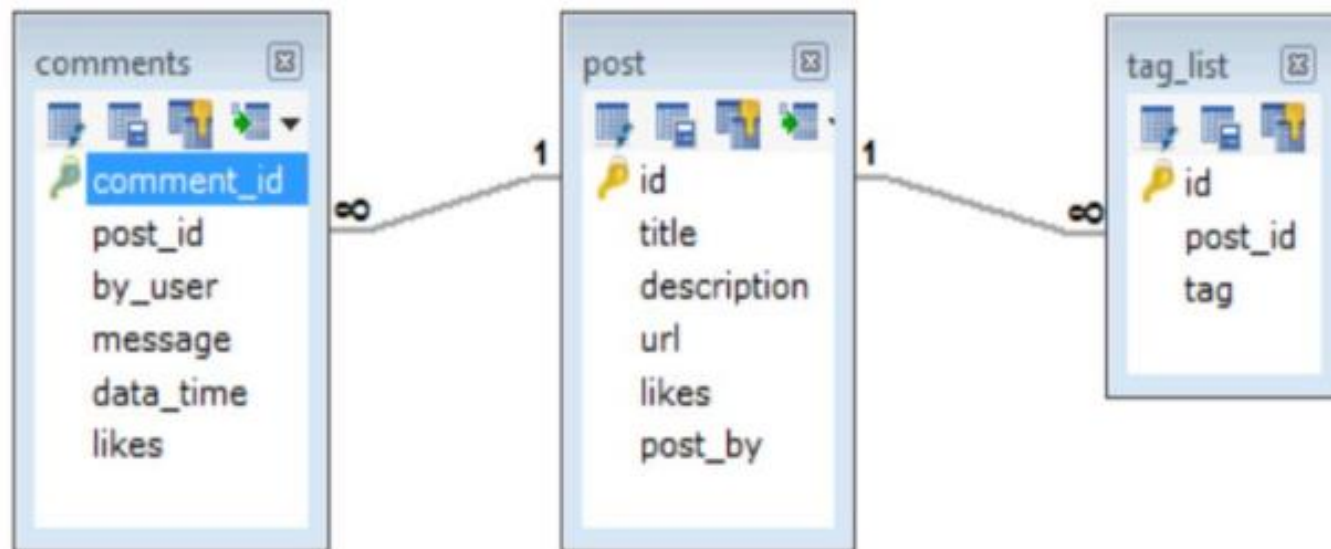 comments
comment_id
post_id
by_user
message
data_time
likes
∞
1
post
id
title
description
url
likes
post_by
1
∞
tag_list
id
post_id
tag